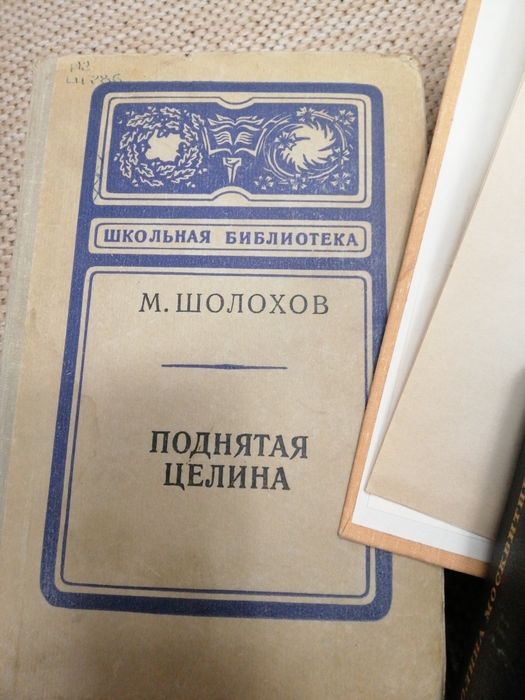 ШКОЛЬНАЯ БИБЛИОТЕКА
М. ШОЛОХОВ
ПОДНЯТАЯ
ЦЕЛИНА